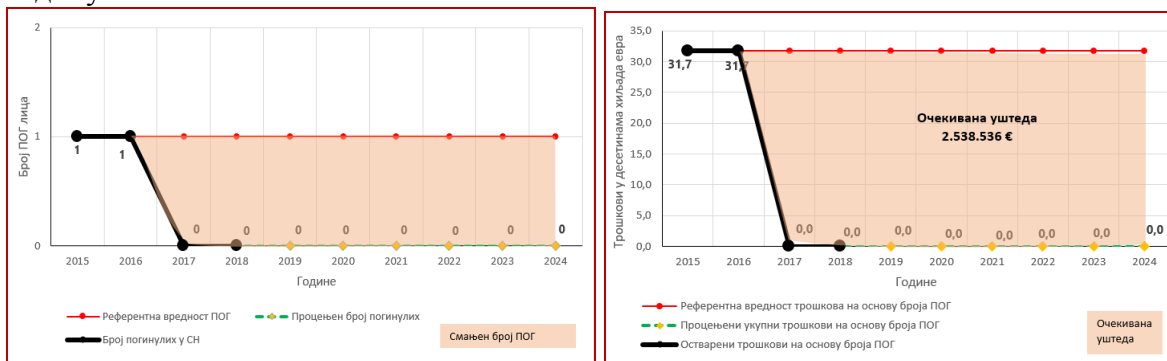 2
1
0
Број ПОГ лица
1
1
0
0
0
0
0
0
0
0
2015 2016 2017 2018 2019 2020 2021 2022 2023 2024
Године
Референтна вредност ПОГ
Процењен број погинулих
Број погинулих у СН
Смањен број ПОГ
35,0
30,0
25,0
20,0
15,0
10,0
5,0
0,0
Трошкови у десетинама хиљада евра
31,7
31,7
Очекивана уштеда
2.538.536 €
0,0
0,0
0,0
0,0
0,0
0,0
0,0
0,0
2015 2016 2017 2018 2019 2020 2021 2022 2023 2024
Године
Референтна вредност трошкова на основу броја ПОГ
Процењени укупни трошкови на основу броја ПОГ
Остварени трошкови на основу броја ПОГ
Очекивана
уштеда